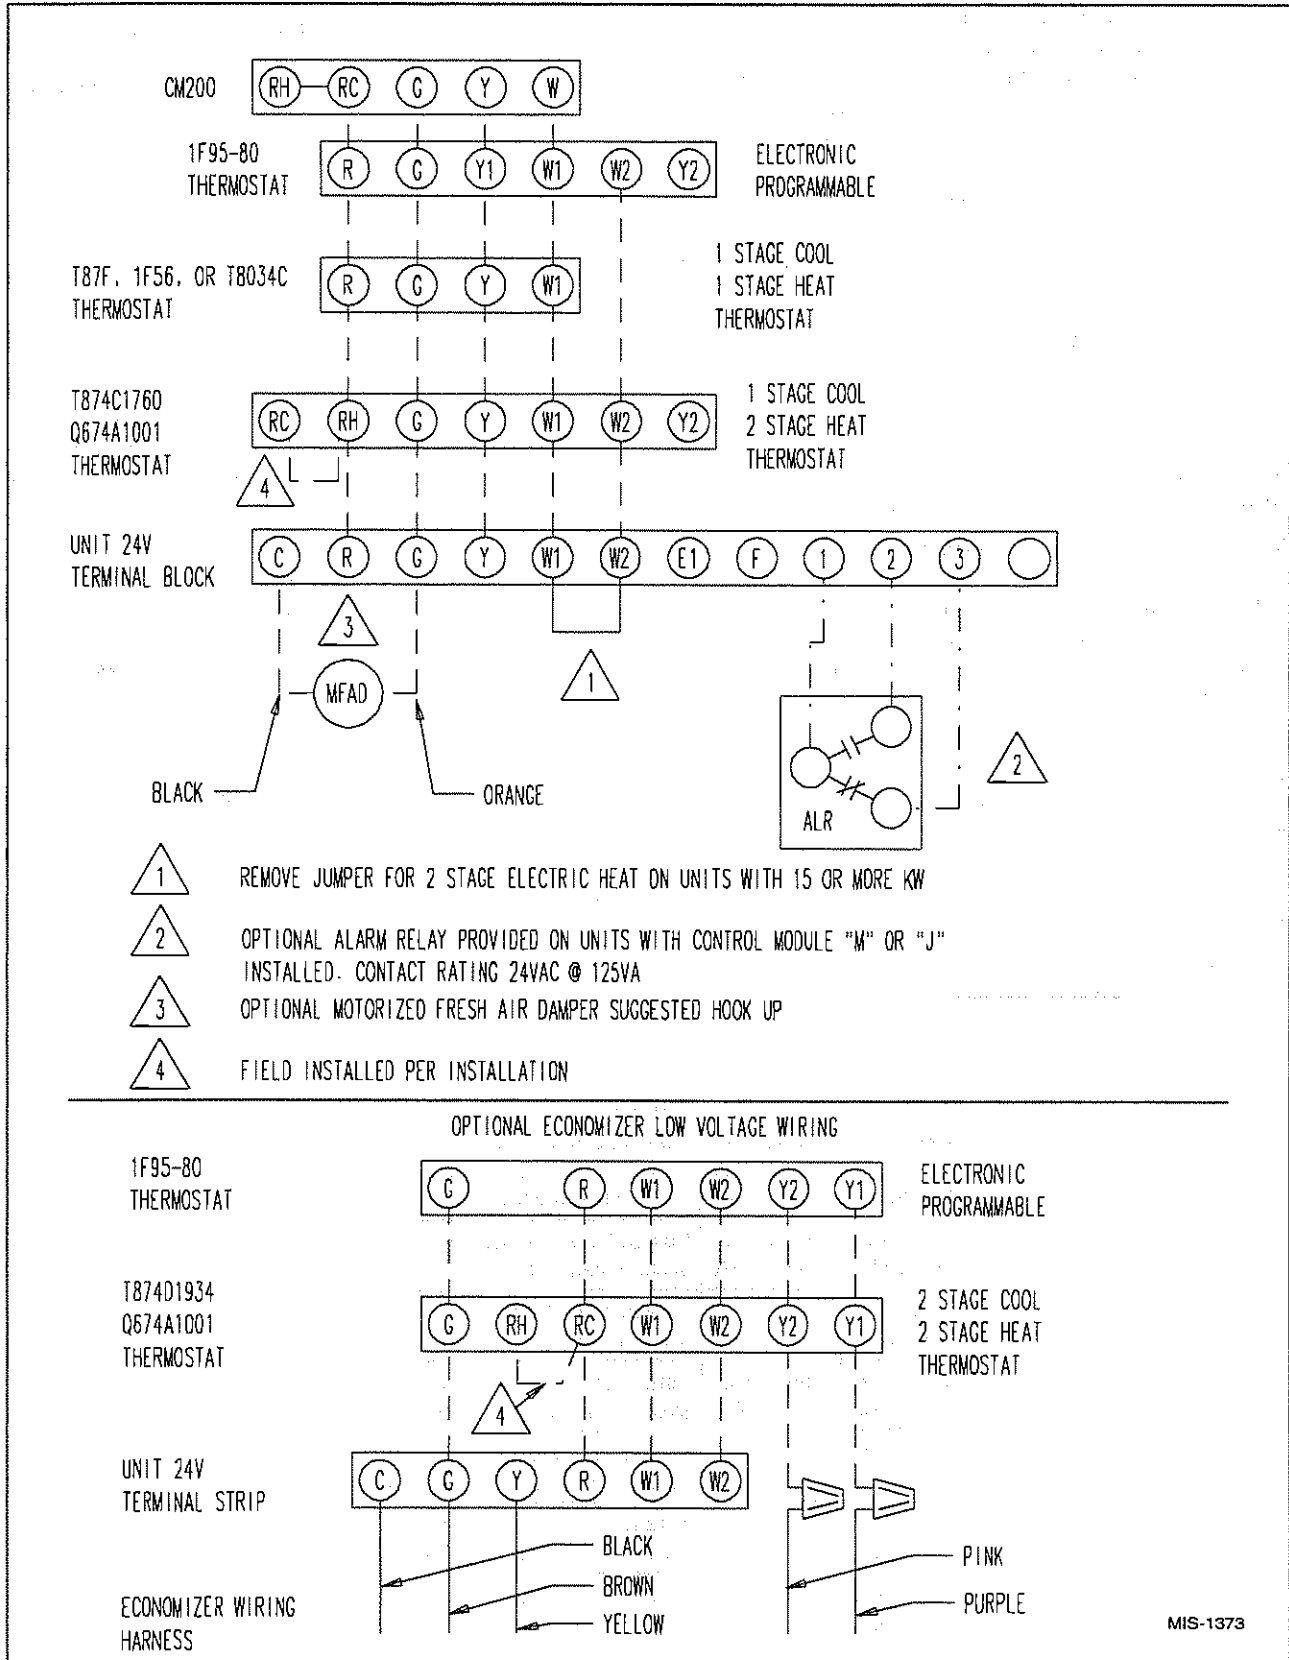 CM200 RH RC G Y W
1F95-80
THERMOSTAT
R G Y1 W1 W2 Y2
ELECTRONIC
PROGRAMMABLE
T87F, 1F56, OR T8034C
THERMOSTAT
R G Y W1
1 STAGE COOL
1 STAGE HEAT
THERMOSTAT
T874C1760
Q674A1001
THERMOSTAT
RC RH G Y W1 W2 Y2
1 STAGE COOL
2 STAGE HEAT
THERMOSTAT
4
UNIT 24V
TERMINAL BLOCK
C R G Y W1 W2 E1 F 1 2 3
3
MFAD
1
2
BLACK
ORANGE
ALR
1 REMOVE JUMPER FOR 2 STAGE ELECTRIC HEAT ON UNITS WITH 15 OR MORE KW
2 OPTIONAL ALARM RELAY PROVIDED ON UNITS WITH CONTROL MODULE "M" OR "J"
INSTALLED. CONTACT RATING 24VAC @ 125VA
3 OPTIONAL MOTORIZED FRESH AIR DAMPER SUGGESTED HOOK UP
4 FIELD INSTALLED PER INSTALLATION
OPTIONAL ECONOMIZER LOW VOLTAGE WIRING
1F95-80
THERMOSTAT
G R W1 W2 Y2 Y1
ELECTRONIC
PROGRAMMABLE
T874D1934
Q674A1001
THERMOSTAT
G RH RC W1 W2 Y2 Y1
2 STAGE COOL
2 STAGE HEAT
THERMOSTAT
4
UNIT 24V
TERMINAL STRIP
C G Y R W1 W2
BLACK
BROWN
YELLOW
PINK
PURPLE
ECONOMIZER WIRING
HARNESS
MIS-1373